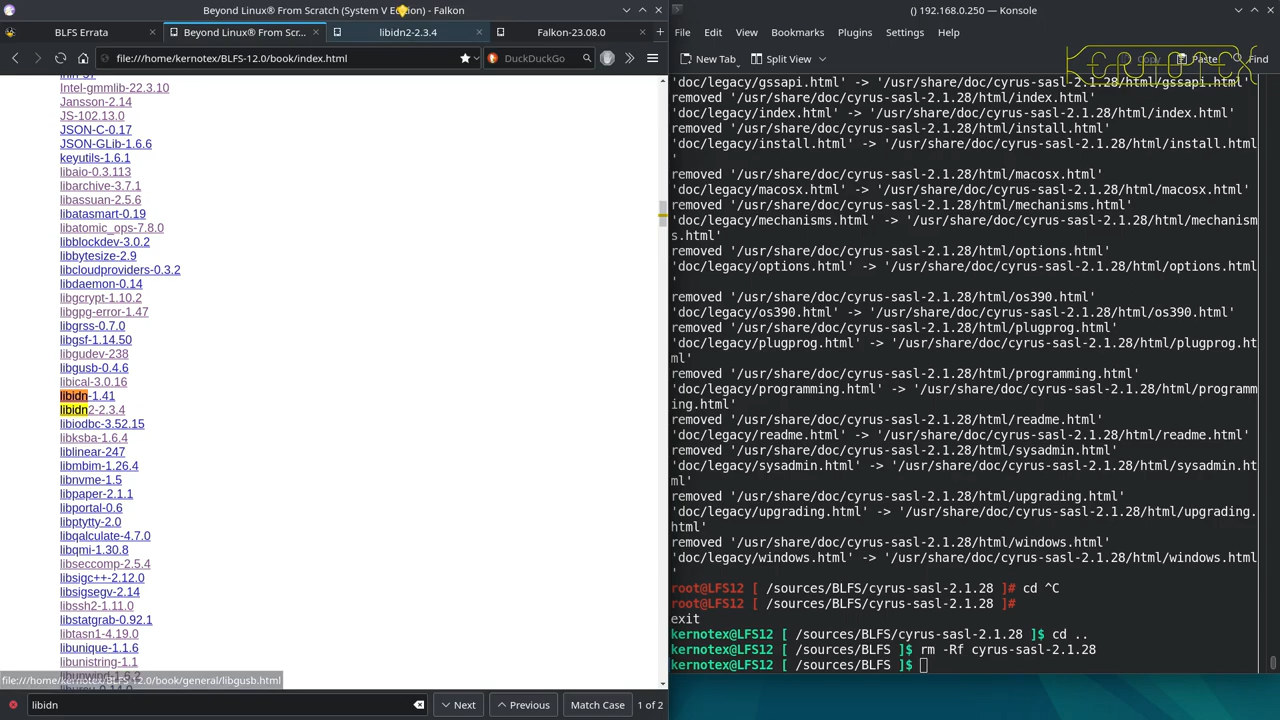 Beyond Linux® From Scratch (System V Edition) - Falkon
BLFS Errata
Beyond Linux® From Scr...
libidn2-2.3.4
Falkon-23.08.0
file:///home/kernotex/BLFS-12.0/book/index.html
DuckDuckGo
Intel-gmmlib-22.3.10
Jansson-2.14
JS-102.13.0
JSON-C-0.17
JSON-GLib-1.6.6
keyutils-1.6.1
libaio-0.3.113
libarchive-3.7.1
libassuan-2.5.6
libatasmart-0.19
libatomic_ops-7.8.0
libblockdev-3.0.2
libbytesize-2.9
libcloudproviders-0.3.2
libdaemon-0.14
libgcrypt-1.10.2
libgpg-error-1.47
libgrss-0.7.0
libgsf-1.14.50
libgudev-238
libgusb-0.4.6
libical-3.0.16
libidn-1.41
libidn2-2.3.4
libiodbc-3.52.15
libksba-1.6.4
liblinear-247
libmbim-1.26.4
libnvme-1.5
libpaper-2.1.1
libportal-0.6
libptytty-2.0
libqalculate-4.7.0
libqmi-1.30.8
libseccomp-2.5.4
libsigc++-2.12.0
libsigsegv-2.14
libssh2-1.11.0
libstatgrab-0.92.1
libtasn1-4.19.0
libunique-1.1.6
libunistring-1.1
file:///home/kernotex/BLFS-12.0/book/general/libgusb.html
libidn
Next
Previous
Match Case
1 of 2
() 192.168.0.250 — Konsole
File Edit View Bookmarks Plugins Settings Help
New Tab Split View Copy Paste Find
KERNOTEX
'doc/legacy/gssapi.html' -> '/usr/share/doc/cyrus-sasl-2.1.28/html/gssapi.html'
removed '/usr/share/doc/cyrus-sasl-2.1.28/html/index.html'
'doc/legacy/index.html' -> '/usr/share/doc/cyrus-sasl-2.1.28/html/index.html'
removed '/usr/share/doc/cyrus-sasl-2.1.28/html/install.html'
'doc/legacy/install.html' -> '/usr/share/doc/cyrus-sasl-2.1.28/html/install.html
'
removed '/usr/share/doc/cyrus-sasl-2.1.28/html/macosx.html'
'doc/legacy/macosx.html' -> '/usr/share/doc/cyrus-sasl-2.1.28/html/macosx.html'
removed '/usr/share/doc/cyrus-sasl-2.1.28/html/mechanisms.html'
'doc/legacy/mechanisms.html' -> '/usr/share/doc/cyrus-sasl-2.1.28/html/mechanism
s.html'
removed '/usr/share/doc/cyrus-sasl-2.1.28/html/options.html'
'doc/legacy/options.html' -> '/usr/share/doc/cyrus-sasl-2.1.28/html/options.html
'
removed '/usr/share/doc/cyrus-sasl-2.1.28/html/os390.html'
'doc/legacy/os390.html' -> '/usr/share/doc/cyrus-sasl-2.1.28/html/os390.html'
removed '/usr/share/doc/cyrus-sasl-2.1.28/html/plugprog.html'
'doc/legacy/plugprog.html' -> '/usr/share/doc/cyrus-sasl-2.1.28/html/plugprog.ht
ml'
removed '/usr/share/doc/cyrus-sasl-2.1.28/html/programming.html'
'doc/legacy/programming.html' -> '/usr/share/doc/cyrus-sasl-2.1.28/html/programm
ing.html'
removed '/usr/share/doc/cyrus-sasl-2.1.28/html/readme.html'
'doc/legacy/readme.html' -> '/usr/share/doc/cyrus-sasl-2.1.28/html/readme.html'
removed '/usr/share/doc/cyrus-sasl-2.1.28/html/sysadmin.html'
'doc/legacy/sysadmin.html' -> '/usr/share/doc/cyrus-sasl-2.1.28/html/sysadmin.ht
ml'
removed '/usr/share/doc/cyrus-sasl-2.1.28/html/upgrading.html'
'doc/legacy/upgrading.html' -> '/usr/share/doc/cyrus-sasl-2.1.28/html/upgrading.
html'
removed '/usr/share/doc/cyrus-sasl-2.1.28/html/windows.html'
'doc/legacy/windows.html' -> '/usr/share/doc/cyrus-sasl-2.1.28/html/windows.html
'
root@LFS12 [ /sources/BLFS/cyrus-sasl-2.1.28 ]# cd ^C
root@LFS12 [ /sources/BLFS/cyrus-sasl-2.1.28 ]#
exit
kernotex@LFS12 [ /sources/BLFS/cyrus-sasl-2.1.28 ]$ cd ..
kernotex@LFS12 [ /sources/BLFS ]$ rm -Rf cyrus-sasl-2.1.28
kernotex@LFS12 [ /sources/BLFS ]$